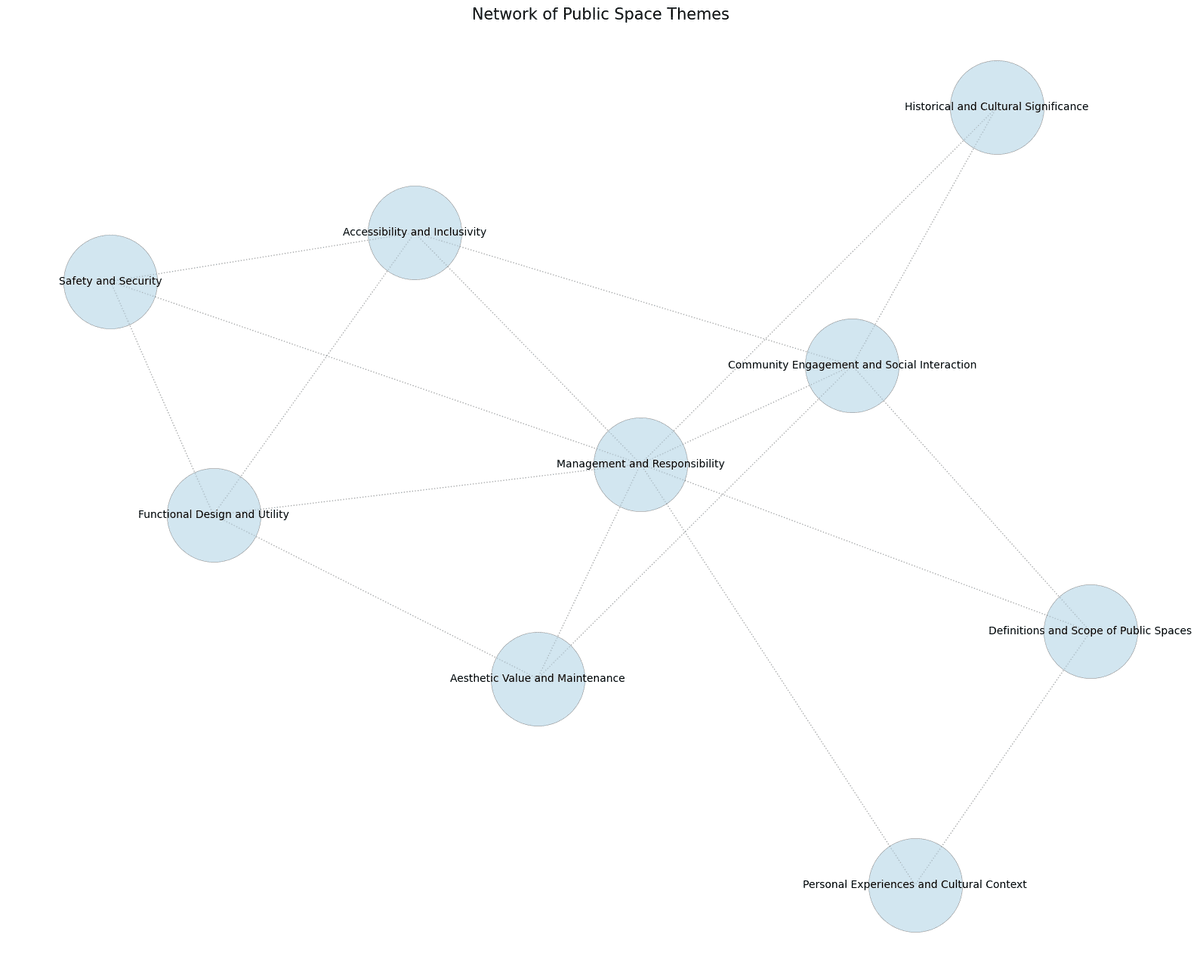 Network of Public Space Themes
Historical and Cultural Significance
Accessibility and Inclusivity
Safety and Security
Community Engagement and Social Interaction
Management and Responsibility
Functional Design and Utility
Definitions and Scope of Public Spaces
Aesthetic Value and Maintenance
Personal Experiences and Cultural Context